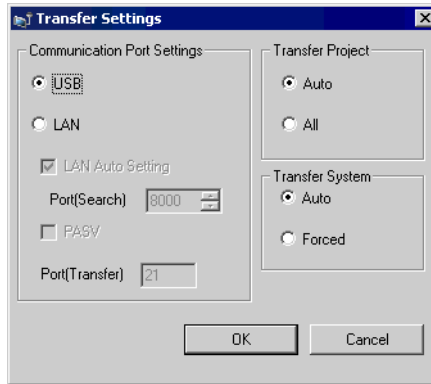 Transfer Settings
Communication Port Settings
USB
LAN
LAN Auto Setting
Port(Search) 8000
PASV
Port(Transfer) 21
Transfer Project
Auto
All
Transfer System
Auto
Forced
OK
Cancel